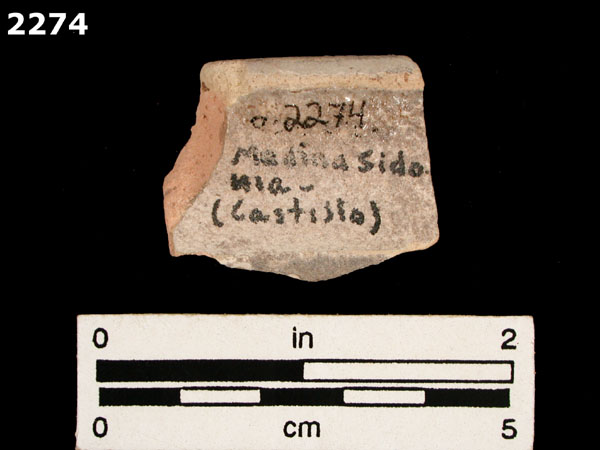 2274
2274
Medina Sido
nia-
(Castillo)
0 in 2
0 cm 5